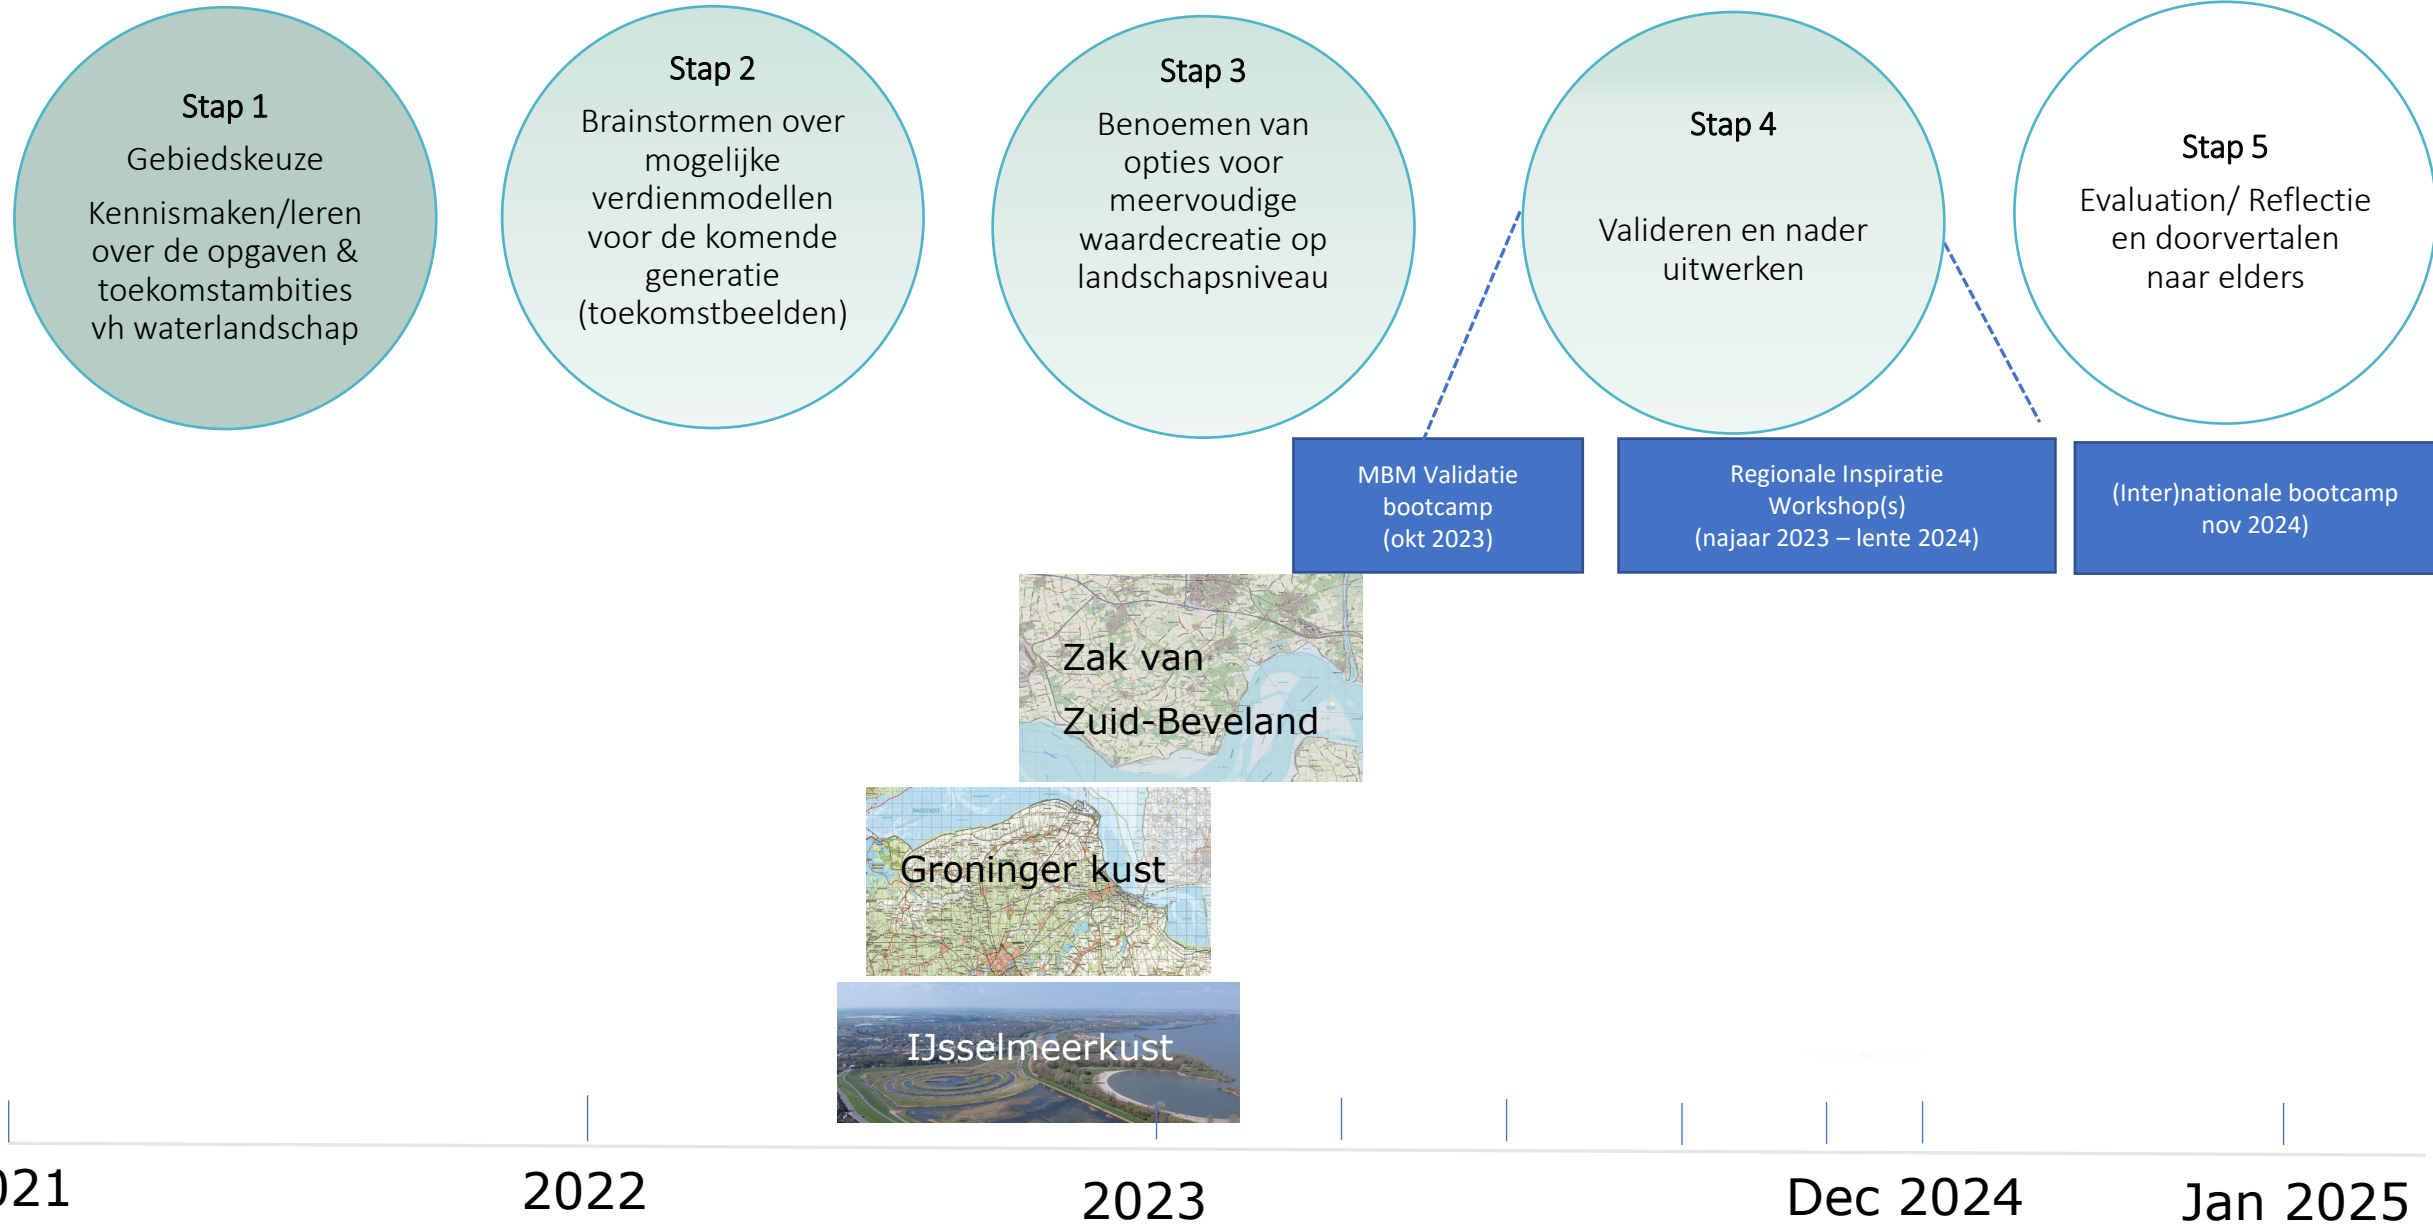 Stap 1
Gebiedskeuze
Kennismaken/leren
over de opgaven &
toekomstambities
vh waterlandschap
Stap 2
Brainstormen over
mogelijke
verdienmodellen
voor de komende
generatie
(toekomstbeelden)
Stap 3
Benoemen van
opties voor
meervoudige
waardecreatie op
landschapsniveau
Stap 4
Valideren en nader
uitwerken
Stap 5
Evaluation/ Reflectie
en doorvertalen
naar elders
MBM Validatie
bootcamp
(okt 2023)
Regionale Inspiratie
Workshop(s)
(najaar 2023 – lente 2024)
(Inter)nationale bootcamp
nov 2024)
Zak van
Zuid-Beveland
Groninger kust
IJsselmeerkust
021
2022
2023
Dec 2024
Jan 2025